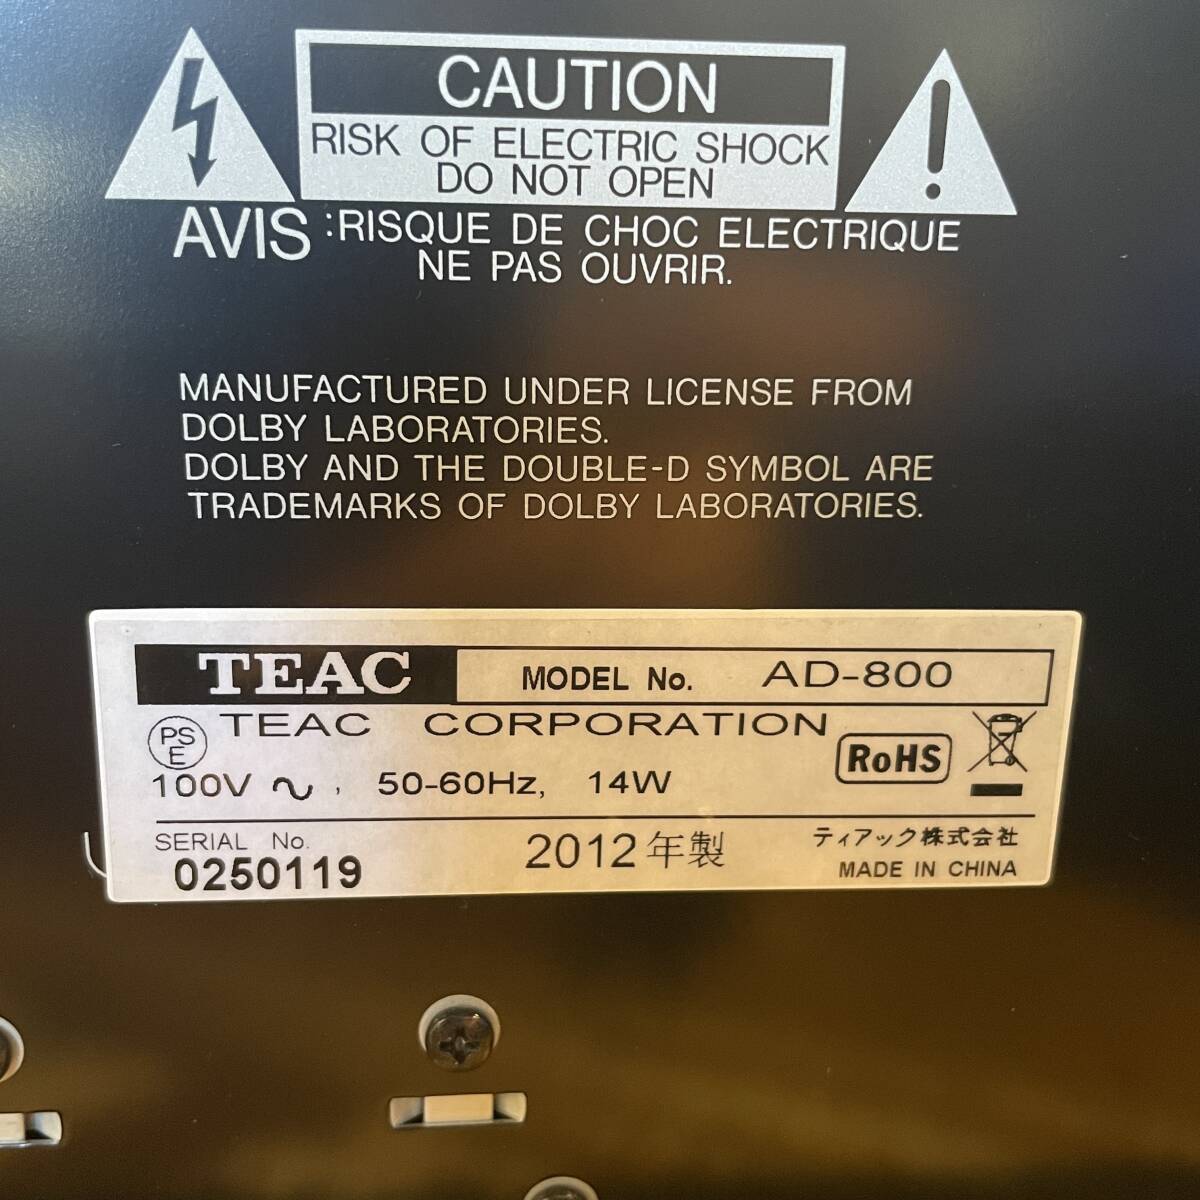 CAUTION
RISK OF ELECTRIC SHOCK
DO NOT OPEN
AVIS :RISQUE DE CHOC ELECTRIQUE
NE PAS OUVRIR.
MANUFACTURED UNDER LICENSE FROM
DOLBY LABORATORIES.
DOLBY AND THE DOUBLE-D SYMBOL ARE
TRADEMARKS OF DOLBY LABORATORIES.
TEAC MODEL No. AD-800
PS E TEAC CORPORATION
RoHS
100V ~, 50-60Hz, 14W
SERIAL No.
0250119
2012年製
ティアック株式会社
MADE IN CHINA